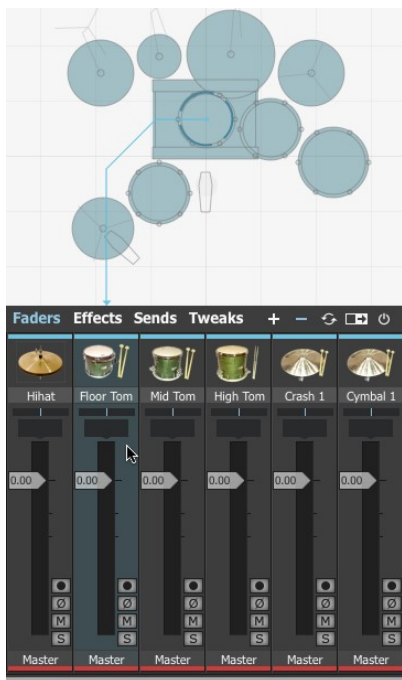 Faders Effects Sends Tweaks
Hihat Floor Tom Mid Tom High Tom Crash 1 Cymbal 1
0.00 0.00 0.00 0.00 0.00 0.00
Ø Ø Ø Ø Ø Ø
M M M M M M
S S S S S S
Master Master Master Master Master Master